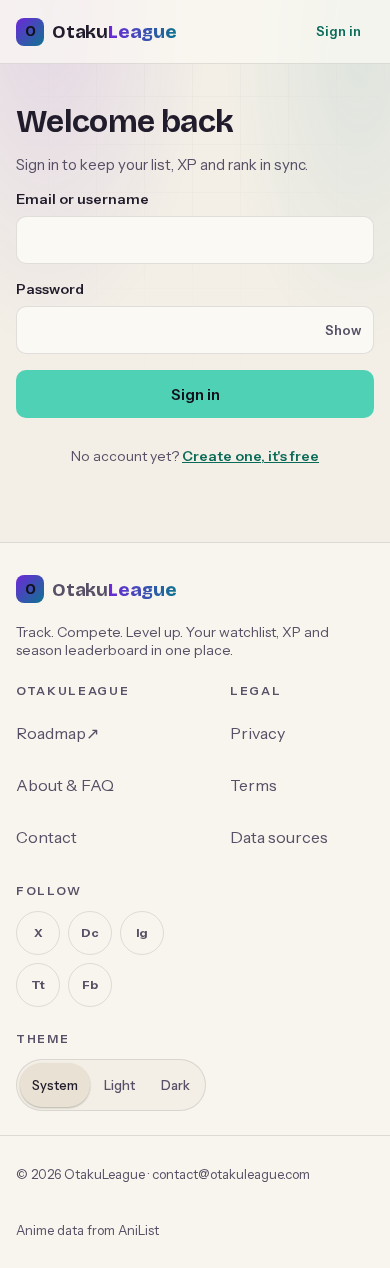 O OtakuLeague Sign in
Welcome back
Sign in to keep your list, XP and rank in sync.
Email or username
Password
Show
Sign in
No account yet? Create one, it's free
O OtakuLeague
Track. Compete. Level up. Your watchlist, XP and
season leaderboard in one place.
OTAKULEAGUE
Roadmap↗
About & FAQ
Contact
LEGAL
Privacy
Terms
Data sources
FOLLOW
X Dc Ig
Tt Fb
THEME
System Light Dark
© 2026 OtakuLeague · contact@otakuleague.com
Anime data from AniList